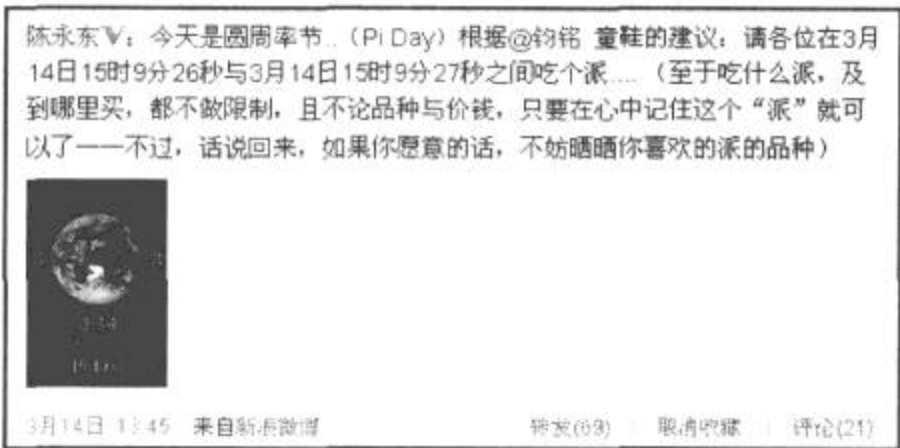 陈永东V：今天是圆周率节..（Pi Day）根据@钧铭 童鞋的建议：请各位在3月
14日15时9分26秒与3月14日15时9分27秒之间吃个派....（至于吃什么派，及
到哪里买，都不做限制，且不论品种与价钱，只要在心中记住这个“派”就可
以了——不过，话说回来，如果你愿意的话，不妨晒晒你喜欢的派的品种）
3.14
3月14日 13:45 来自新浪微博 转发(69) | 取消收藏 | 评论(21)